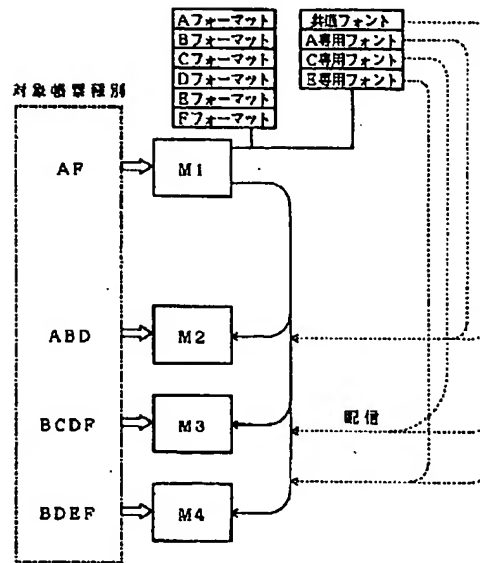 Aフォーマット
Bフォーマット
Cフォーマット
Dフォーマット
Eフォーマット
Fフォーマット
共通フォント
A専用フォント
C専用フォント
E専用フォント
対象帳票種別
AF
M1
ABD
M2
BCDF
M3
配信
BDEF
M4